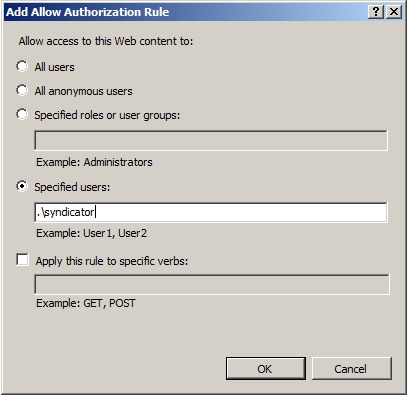 Add Allow Authorization Rule
Allow access to this Web content to:
All users
All anonymous users
Specified roles or user groups:
Example: Administrators
Specified users:
.\syndicator
Example: User1, User2
Apply this rule to specific verbs:
Example: GET, POST
OK Cancel